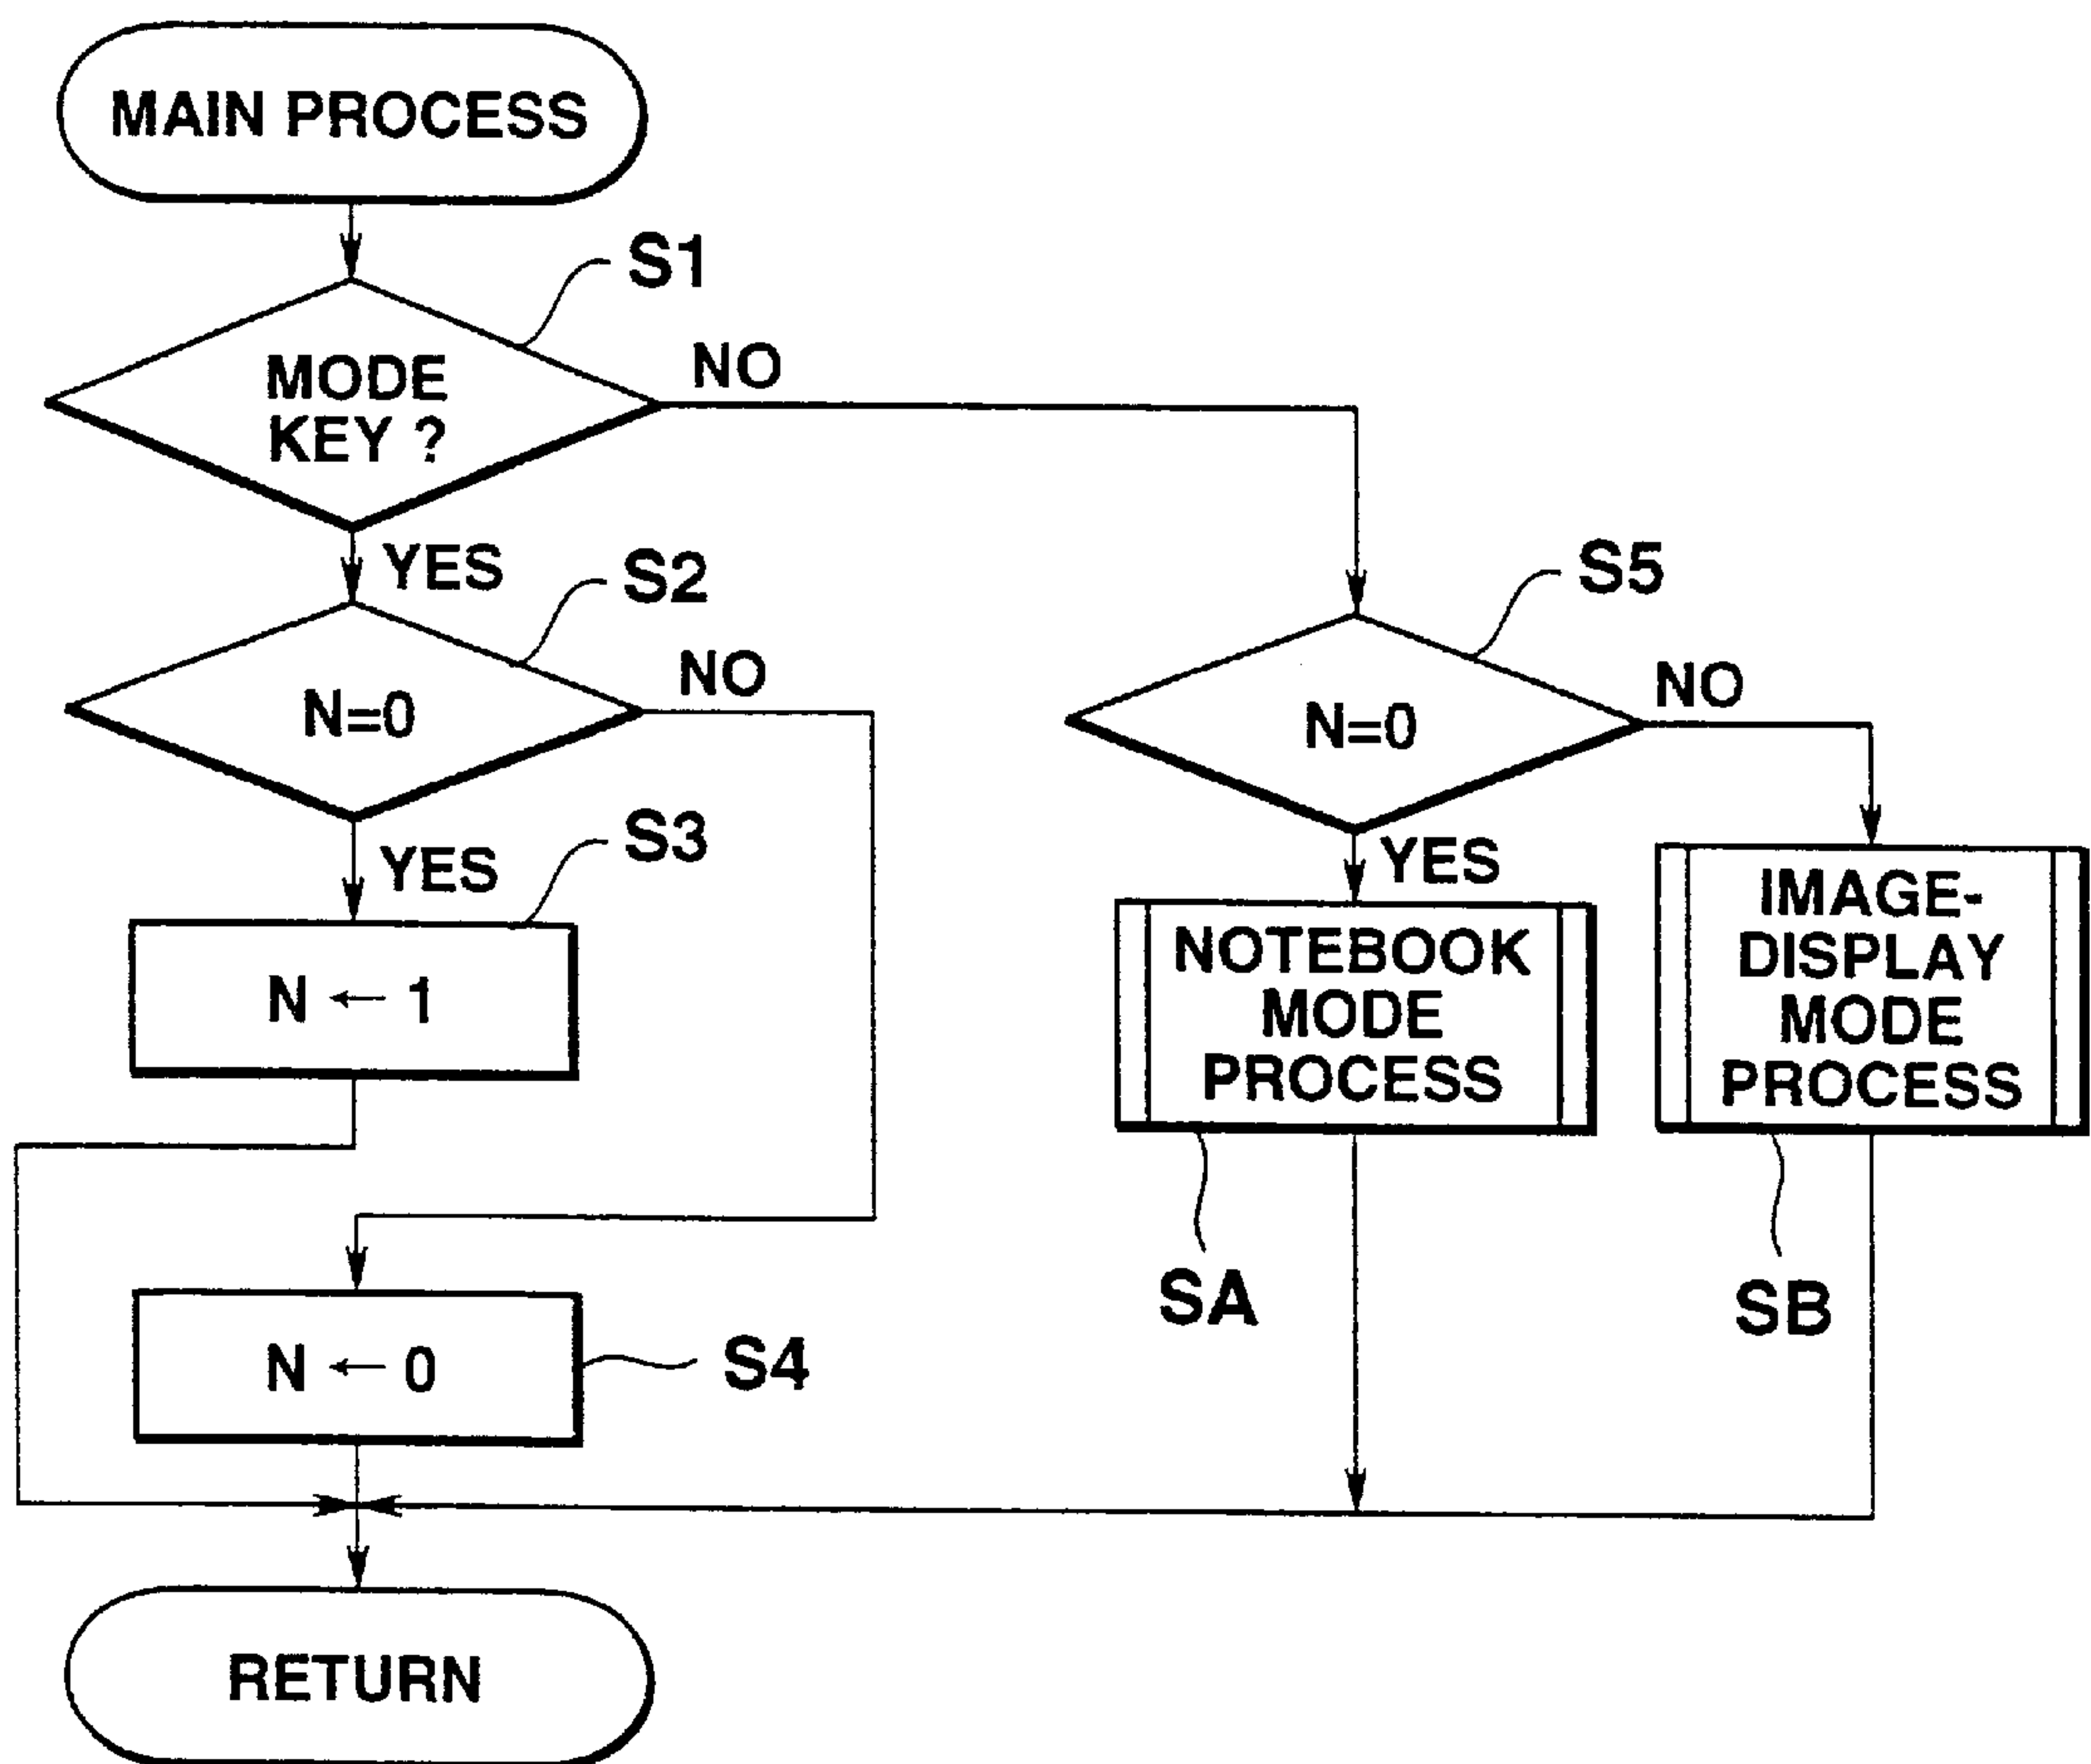 MAIN PROCESS
S1
MODE
KEY ?
NO
YES
S2
N=0
NO
YES
S3
N ← 1
N ← 0
S4
S5
N=0
NO
YES
NOTEBOOK
MODE
PROCESS
SA
IMAGE-
DISPLAY
MODE
PROCESS
SB
RETURN